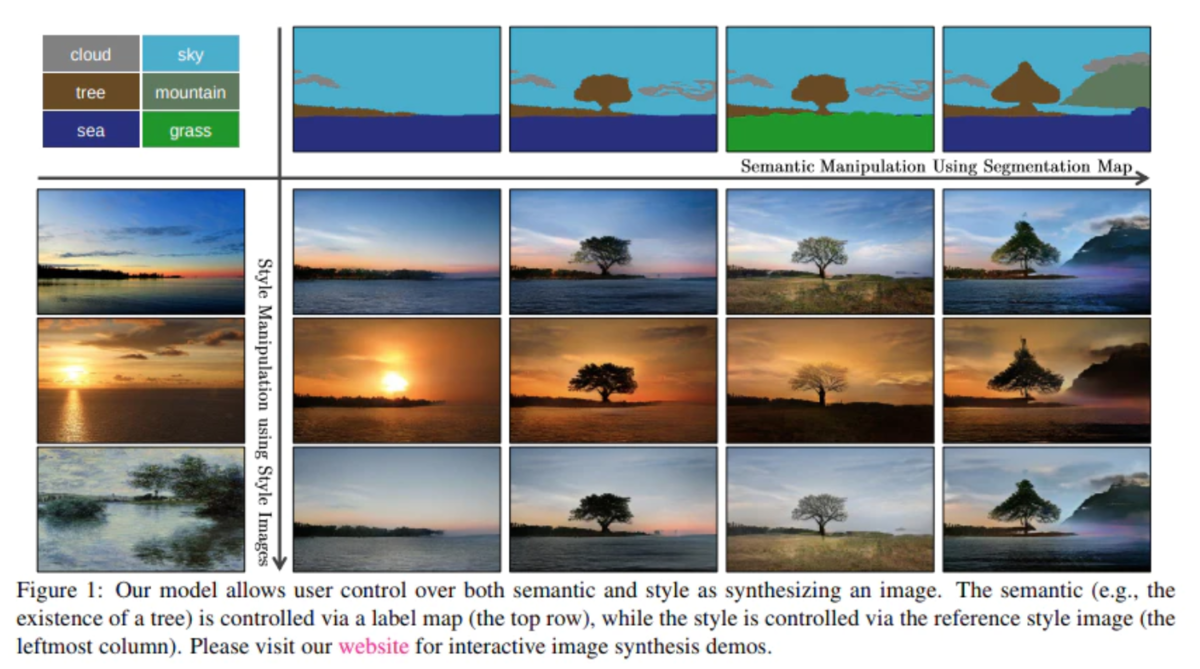 cloud sky
tree mountain
sea grass
Semantic Manipulation Using Segmentation Map
Style Manipulation using Style Images
Figure 1: Our model allows user control over both semantic and style as synthesizing an image. The semantic (e.g., the
existence of a tree) is controlled via a label map (the top row), while the style is controlled via the reference style image (the
leftmost column). Please visit our website for interactive image synthesis demos.